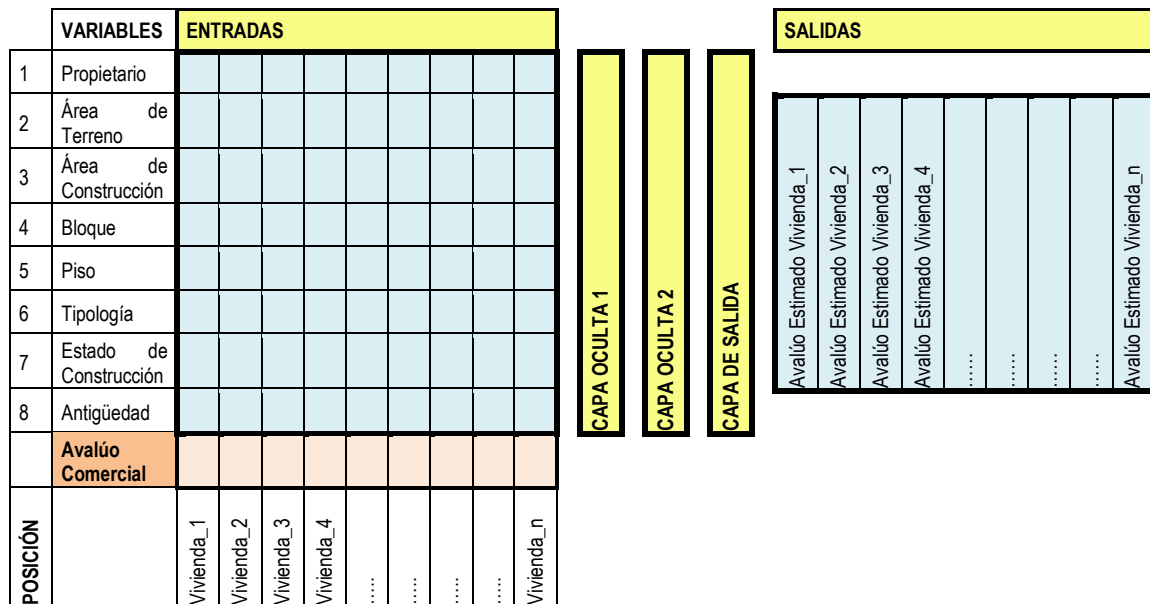 VARIABLES ENTRADAS SALIDAS
1 Propietario
2 Área de
Terreno
3 Área de
Construcción
4 Bloque
5 Piso
6 Tipología
7 Estado de
Construcción
8 Antigüedad
Avalúo
Comercial
POSICIÓN
Vivienda_1
Vivienda_2
Vivienda_3
Vivienda_4
......
......
......
......
Vivienda_n
CAPA OCULTA 1
CAPA OCULTA 2
CAPA DE SALIDA
Avalúo Estimado Vivienda_1
Avalúo Estimado Vivienda_2
Avalúo Estimado Vivienda_3
Avalúo Estimado Vivienda_4
......
......
......
Avalúo Estimado Vivienda_n